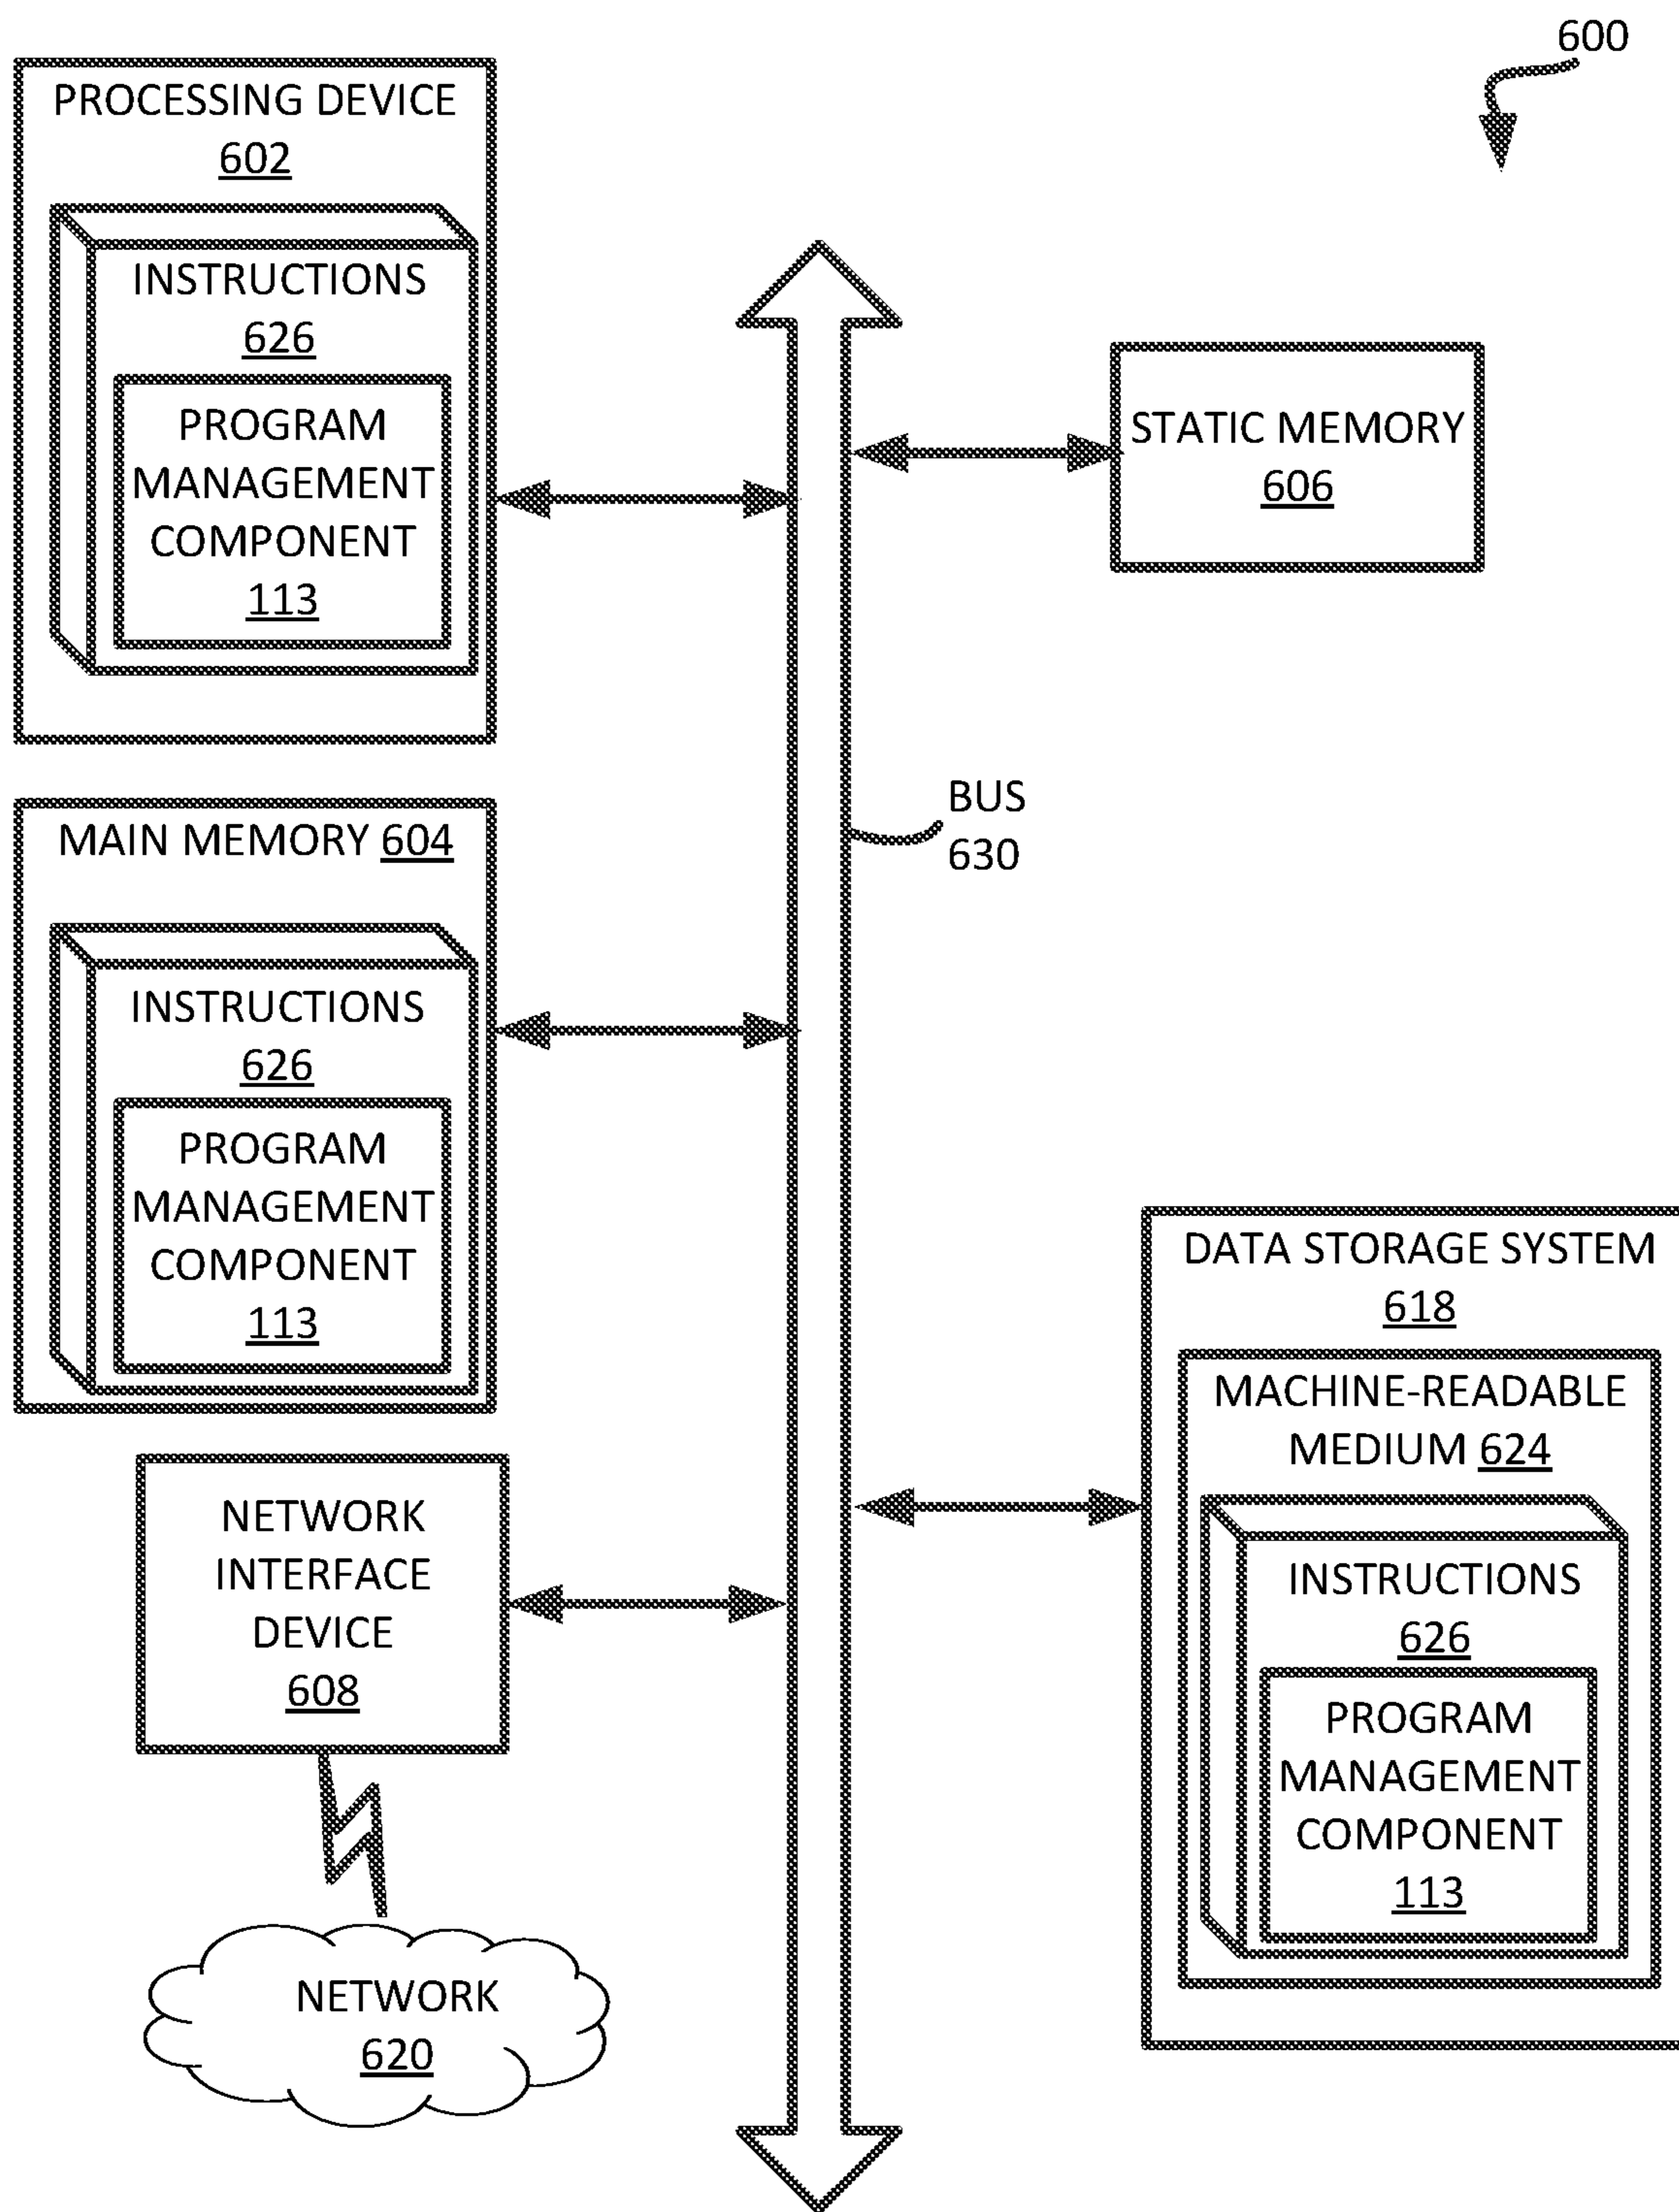 600
PROCESSING DEVICE
602
INSTRUCTIONS
626
PROGRAM
MANAGEMENT
COMPONENT
113
STATIC MEMORY
606
BUS
630
MAIN MEMORY 604
INSTRUCTIONS
626
PROGRAM
MANAGEMENT
COMPONENT
113
DATA STORAGE SYSTEM
618
MACHINE-READABLE
MEDIUM 624
INSTRUCTIONS
626
PROGRAM
MANAGEMENT
COMPONENT
113
NETWORK
INTERFACE
DEVICE
608
NETWORK
620